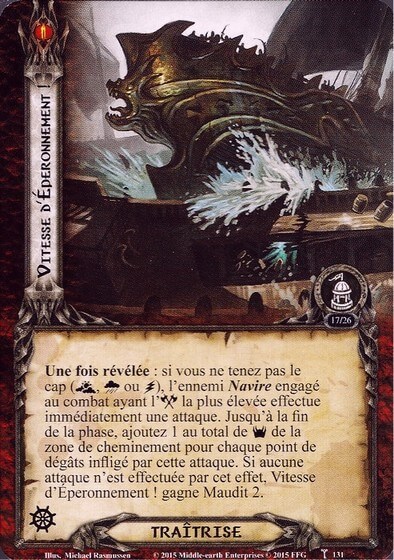 VITESSE D'ÉPERONNEMENT !
17/26
Une fois révélée : si vous ne tenez pas le
cap ( , ou ), l'ennemi Navire engagé
au combat ayant l' la plus élevée effectue
immédiatement une attaque. Jusqu'à la fin
de la phase, ajoutez 1 au total de de
la zone de cheminement pour chaque point de
dégâts infligé par cette attaque. Si aucune
attaque n'est effectuée par cet effet, Vitesse
d'Éperonnement ! gagne Maudit 2.
TRAÎTRISE
Illus. Michael Rasmussen © 2015 Middle-earth Enterprises © 2015 FFG 131